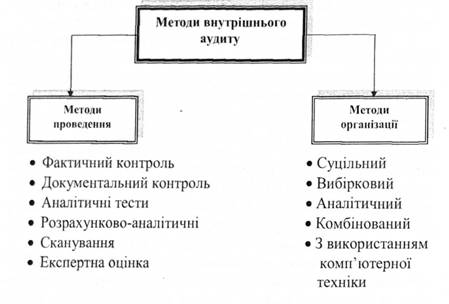 Методи внутрішнього
аудиту
Методи
проведення
• Фактичний контроль
• Документальний контроль
• Аналітичні тести
• Розрахунково-аналітичні
• Сканування
• Експертна оцінка
Методи
організації
• Суцільний
• Вибірковий
• Аналітичний
• Комбінований
• З використанням
комп'ютерної
техніки